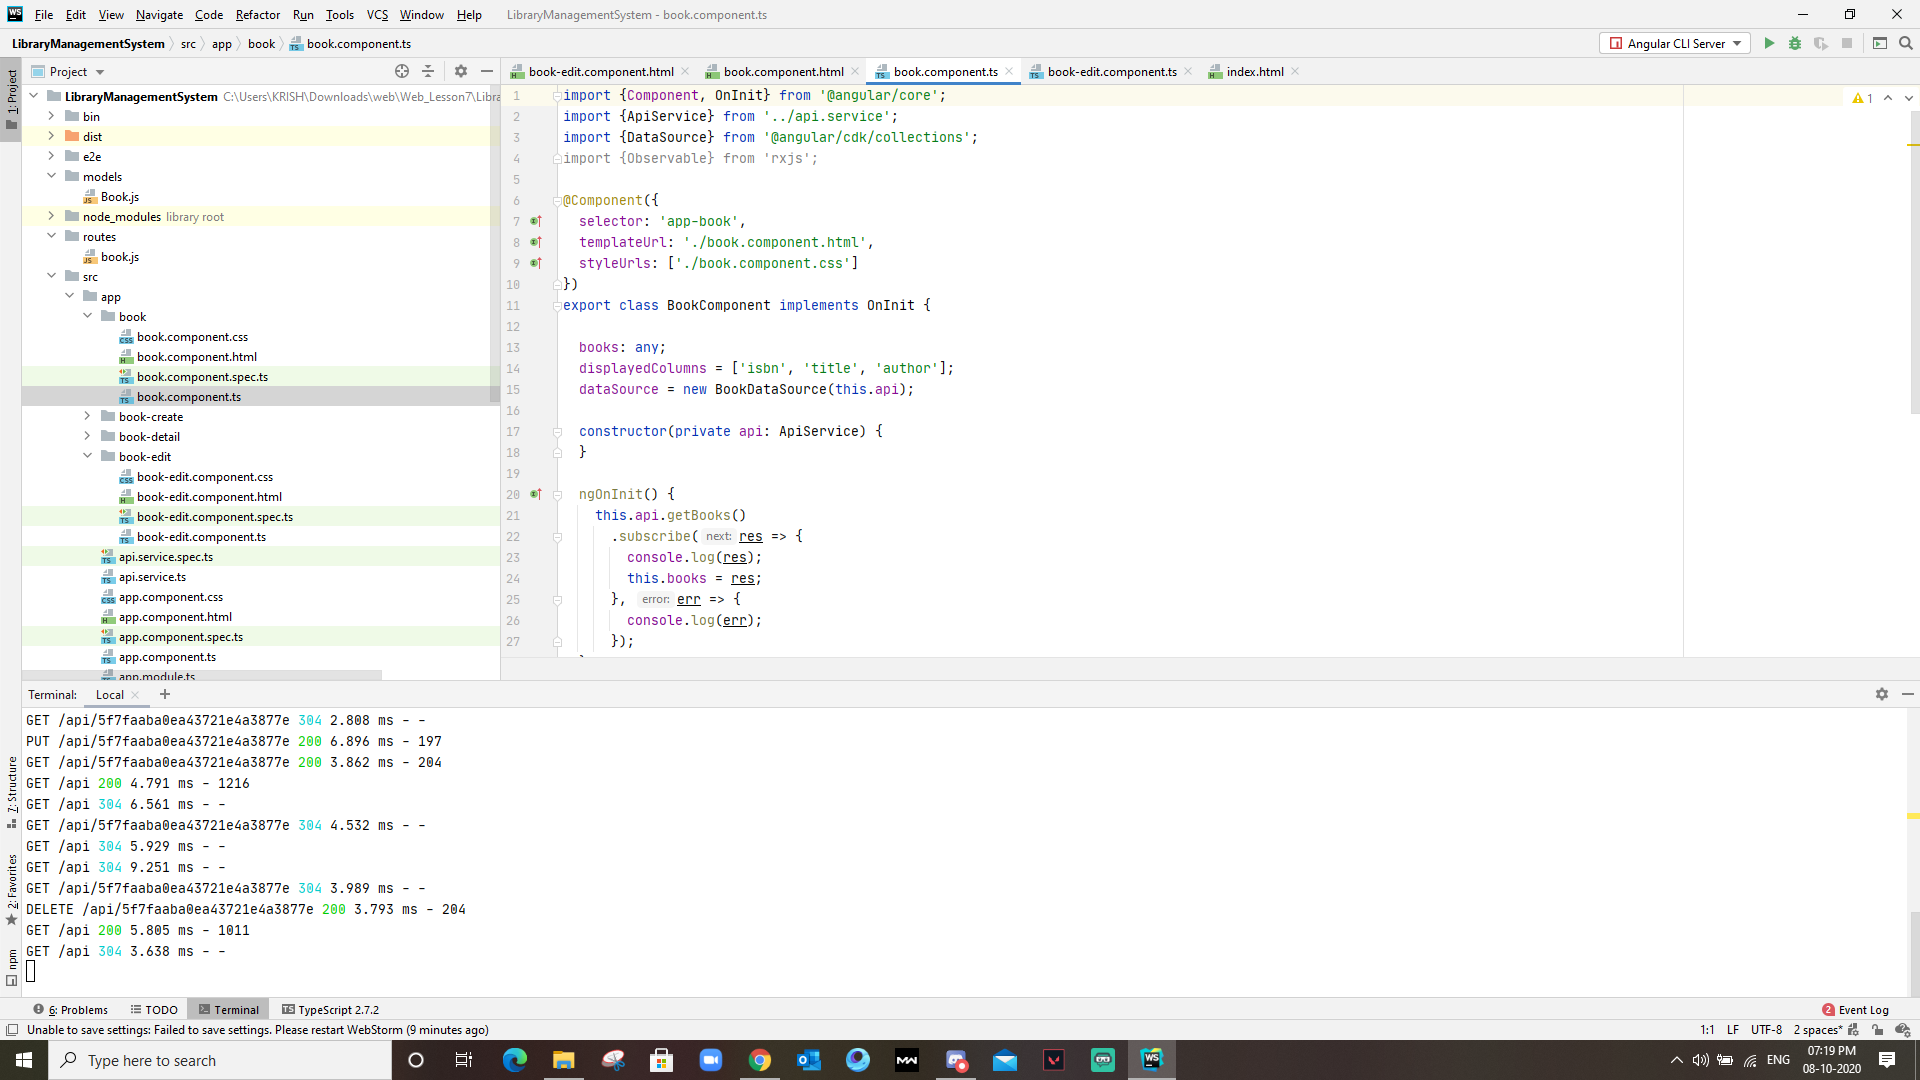 File Edit View Navigate Code Refactor Run Tools VCS Window Help LibraryManagementSystem - book.component.ts
LibraryManagementSystem src app book book.component.ts
Angular CLI Server
1: Project
Project
book-edit.component.html book.component.html book.component.ts book-edit.component.ts index.html
LibraryManagementSystem C:\Users\KRISH\Downloads\web\Web_Lesson7\Libra
bin
dist
e2e
models
Book.js
node_modules library root
routes
book.js
src
app
book
book.component.css
book.component.html
book.component.spec.ts
book.component.ts
book-create
book-detail
book-edit
book-edit.component.css
book-edit.component.html
book-edit.component.spec.ts
book-edit.component.ts
api.service.spec.ts
api.service.ts
app.component.css
app.component.html
app.component.spec.ts
app.component.ts
app.module.ts
1 import {Component, OnInit} from '@angular/core';
2 import {ApiService} from '../api.service';
3 import {DataSource} from '@angular/cdk/collections';
4 import {Observable} from 'rxjs';
5
6 @Component({
7 selector: 'app-book',
8 templateUrl: './book.component.html',
9 styleUrls: ['./book.component.css']
10 })
11 export class BookComponent implements OnInit {
12
13 books: any;
14 displayedColumns = ['isbn', 'title', 'author'];
15 dataSource = new BookDataSource(this.api);
16
17 constructor(private api: ApiService) {
18 }
19
20 ngOnInit() {
21 this.api.getBooks()
22 .subscribe( next: res => {
23 console.log(res);
24 this.books = res;
25 }, error: err => {
26 console.log(err);
27 });
1
Terminal: Local
GET /api/5f7faaba0ea43721e4a3877e 304 2.808 ms - -
PUT /api/5f7faaba0ea43721e4a3877e 200 6.896 ms - 197
GET /api/5f7faaba0ea43721e4a3877e 200 3.862 ms - 204
GET /api 200 4.791 ms - 1216
GET /api 304 6.561 ms - -
GET /api/5f7faaba0ea43721e4a3877e 304 4.532 ms - -
GET /api 304 5.929 ms - -
GET /api 304 9.251 ms - -
GET /api/5f7faaba0ea43721e4a3877e 304 3.989 ms - -
DELETE /api/5f7faaba0ea43721e4a3877e 200 3.793 ms - 204
GET /api 200 5.805 ms - 1011
GET /api 304 3.638 ms - -
7: Structure
2: Favorites
npm
6: Problems TODO Terminal TypeScript 2.7.2
2 Event Log
Unable to save settings: Failed to save settings. Please restart WebStorm (9 minutes ago)
1:1 LF UTF-8 2 spaces*
Type here to search
ENG
07:19 PM
08-10-2020